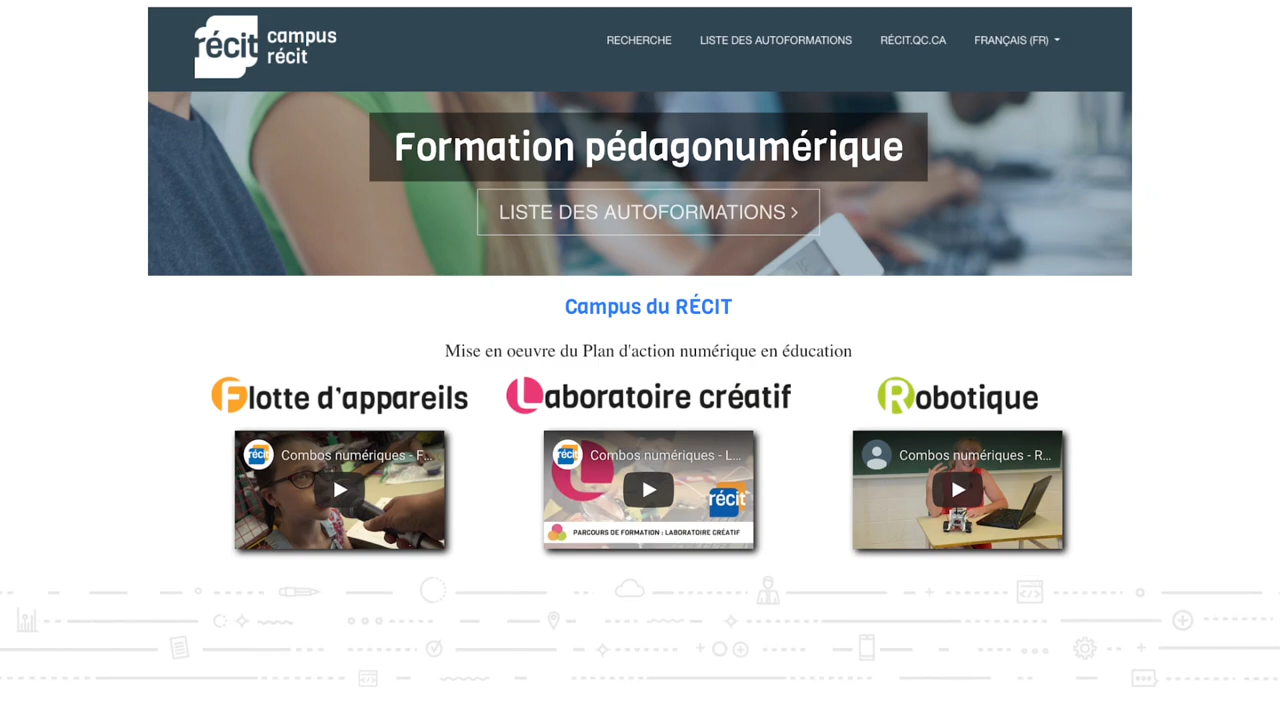 récit campus récit
RECHERCHE LISTE DES AUTOFORMATIONS RÉCIT.QC.CA FRANÇAIS (FR)
Formation pédagonumérique
LISTE DES AUTOFORMATIONS >
Campus du RÉCIT
Mise en oeuvre du Plan d'action numérique en éducation
Flotte d'appareils Laboratoire créatif Robotique
récit Combos numériques - F...
récit Combos numériques - L...
Combos numériques - R...
récit
PARCOURS DE FORMATION : LABORATOIRE CRÉATIF